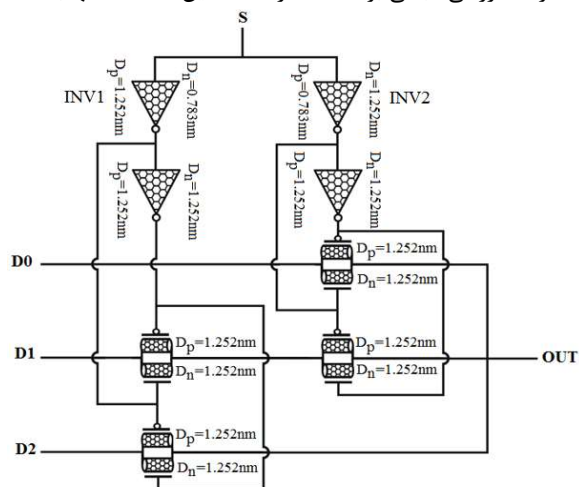 S
INV1
Dp=1.252nm
Dn=0.783nm
Dp=0.783nm
Dn=1.252nm
INV2
Dp=1.252nm
Dn=1.252nm
Dp=1.252nm
Dn=1.252nm
D0
Dp=1.252nm
Dn=1.252nm
D1
Dp=1.252nm
Dn=1.252nm
Dp=1.252nm
Dn=1.252nm
OUT
D2
Dp=1.252nm
Dn=1.252nm